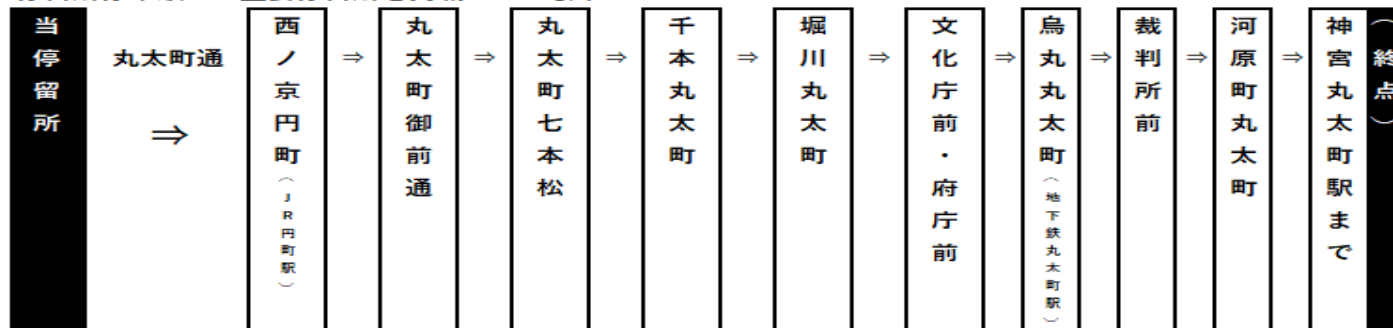 当停留所
丸太町通
⇒
西ノ京円町（JR円町駅）
⇒
丸太町御前通
⇒
丸太町七本松
⇒
千本丸太町
⇒
堀川丸太町
⇒
文化庁前・府庁前
⇒
烏丸丸太町（地下鉄丸太町駅）
⇒
裁判所前
⇒
河原町丸太町
⇒
神宮丸太町駅まで
（終点）